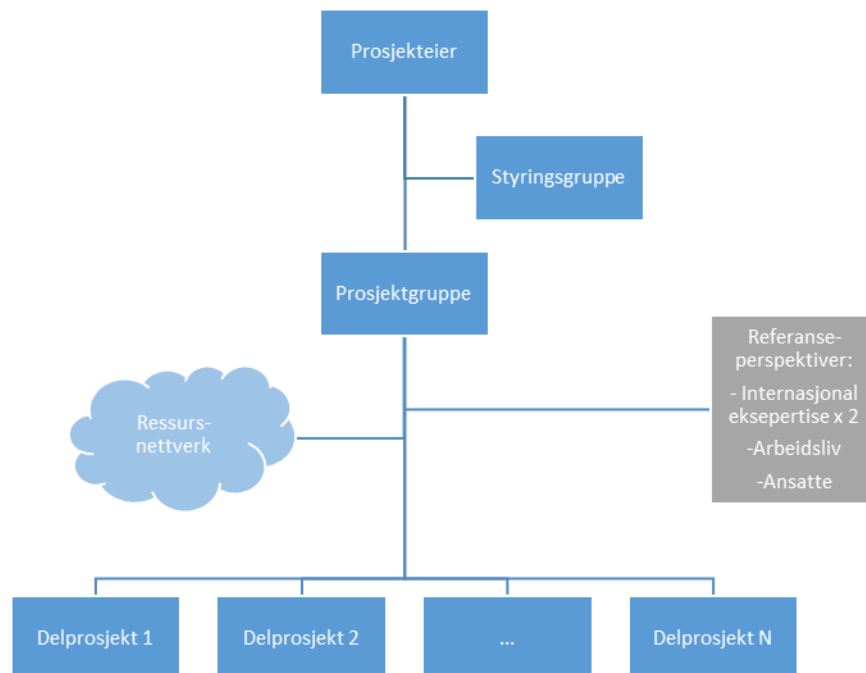 Prosjekteier
Styringsgruppe
Prosjektgruppe
Referanse-
perspektiver:
- Internasjonal
eksepertise x 2
-Arbeidsliv
-Ansatte
Ressurs-
nettverk
Delprosjekt 1
Delprosjekt 2
...
Delprosjekt N